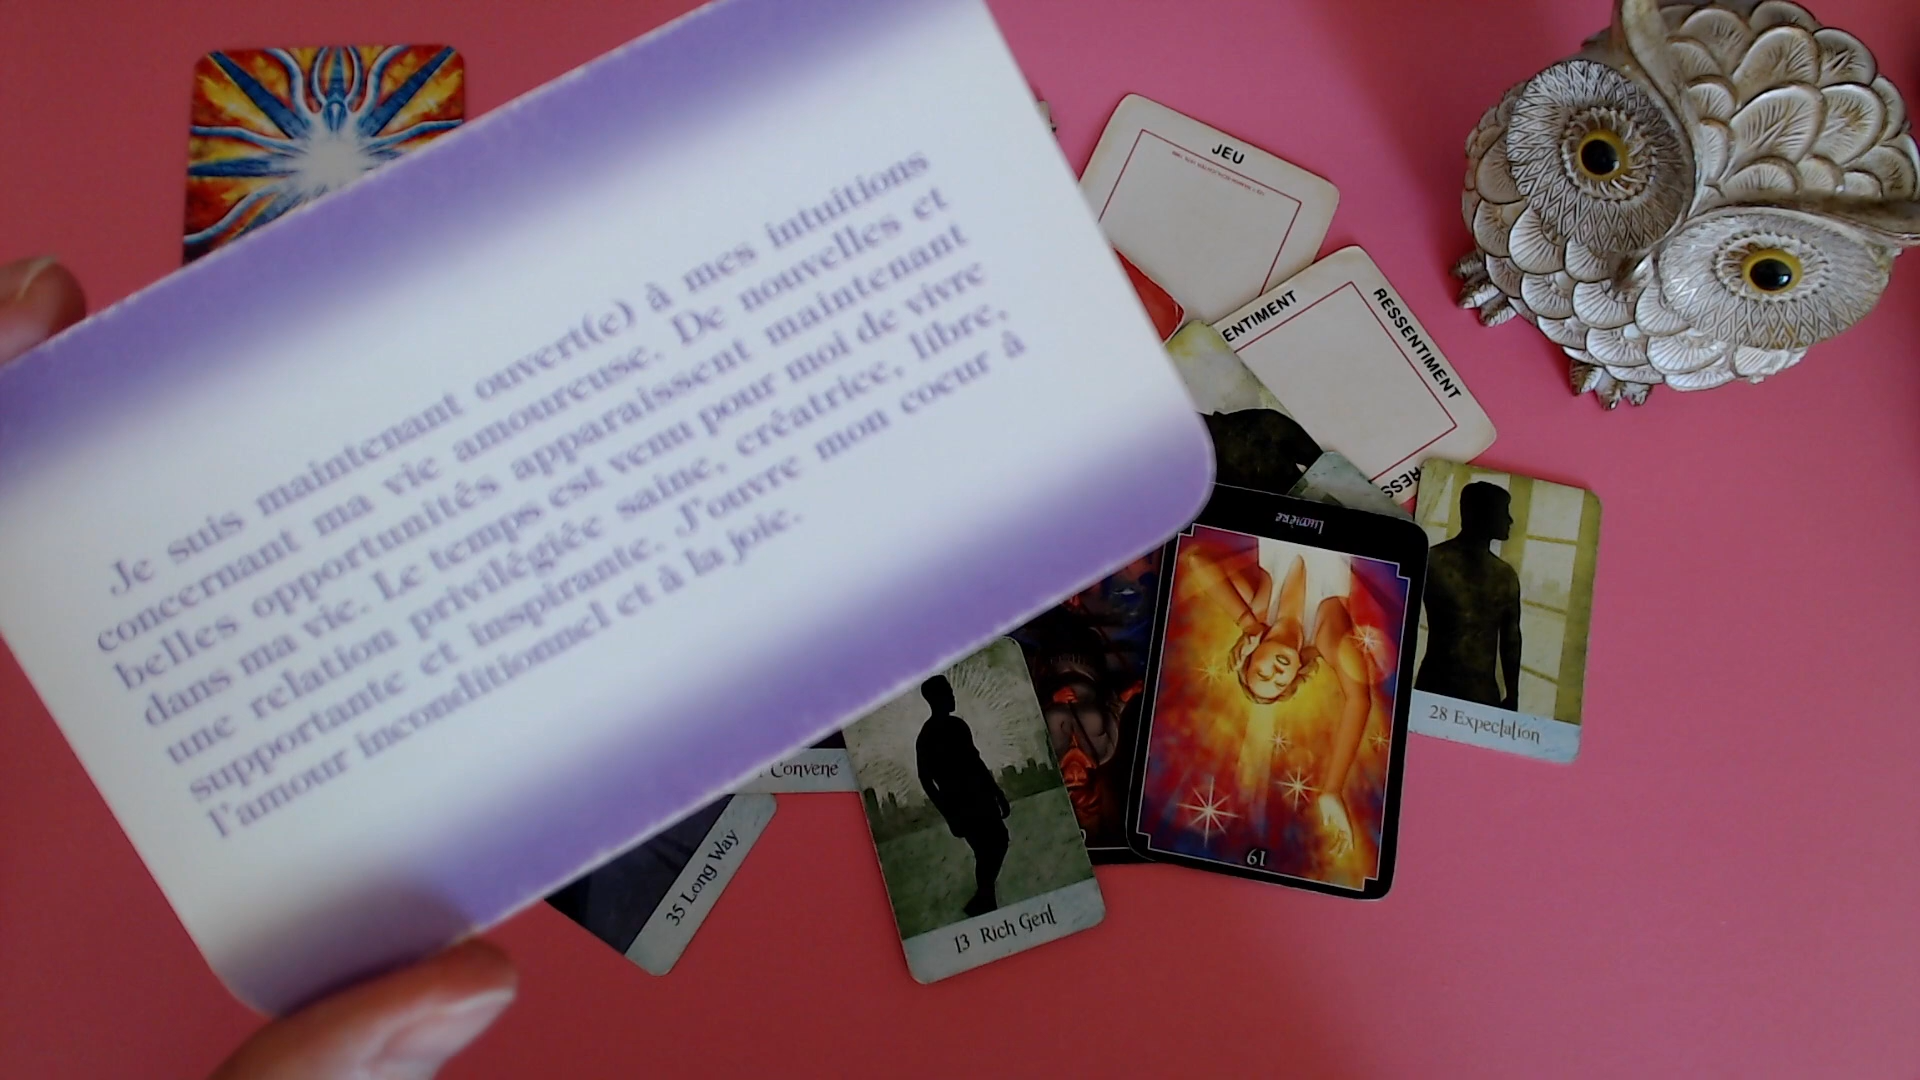 Je suis maintenant ouvert(e) à mes intuitions
concernant ma vie amoureuse. De nouvelles et
belles opportunités apparaissent maintenant
dans ma vie. Le temps est venu pour moi de vivre
une relation privilégiée saine, créatrice, libre,
supportante et inspirante. J'ouvre mon coeur à
l'amour inconditionnel et à la joie.
JEU
ENTIMENT
RESSENTIMENT
RESS
Lumière
19
28 Expectation
Convene
35 Long Way
13 Rich Gent